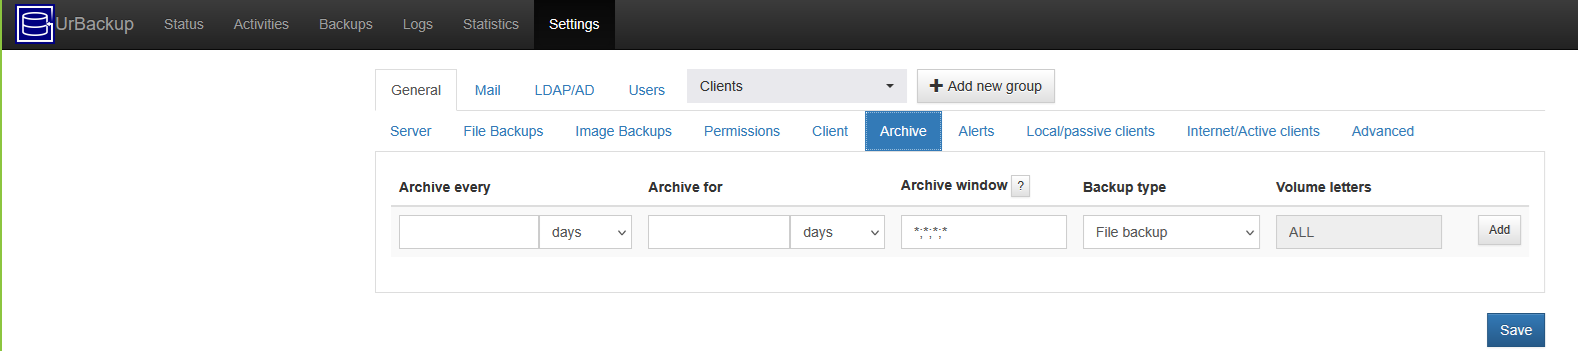 UrBackup Status Activities Backups Logs Statistics Settings
General Mail LDAP/AD Users Clients Add new group
Server File Backups Image Backups Permissions Client Archive Alerts Local/passive clients Internet/Active clients Advanced
Archive every Archive for Archive window ? Backup type Volume letters
days days *;*;*;* File backup ALL Add
Save